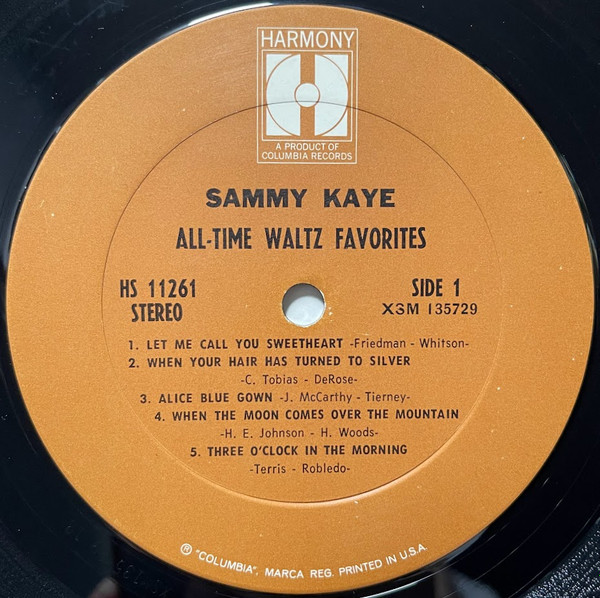 HARMONY
A PRODUCT OF
COLUMBIA RECORDS
SAMMY KAYE
ALL-TIME WALTZ FAVORITES
HS 11261
STEREO
SIDE 1
XSM 135729
1. LET ME CALL YOU SWEETHEART -Friedman - Whitson-
2. WHEN YOUR HAIR HAS TURNED TO SILVER
-C. Tobias - DeRose-
3. ALICE BLUE GOWN -J. McCarthy - Tierney-
4. WHEN THE MOON COMES OVER THE MOUNTAIN
-H. E. Johnson - H. Woods-
5. THREE O'CLOCK IN THE MORNING
-Terris - Robledo-
® "COLUMBIA", MARCA REG. PRINTED IN U.S.A.